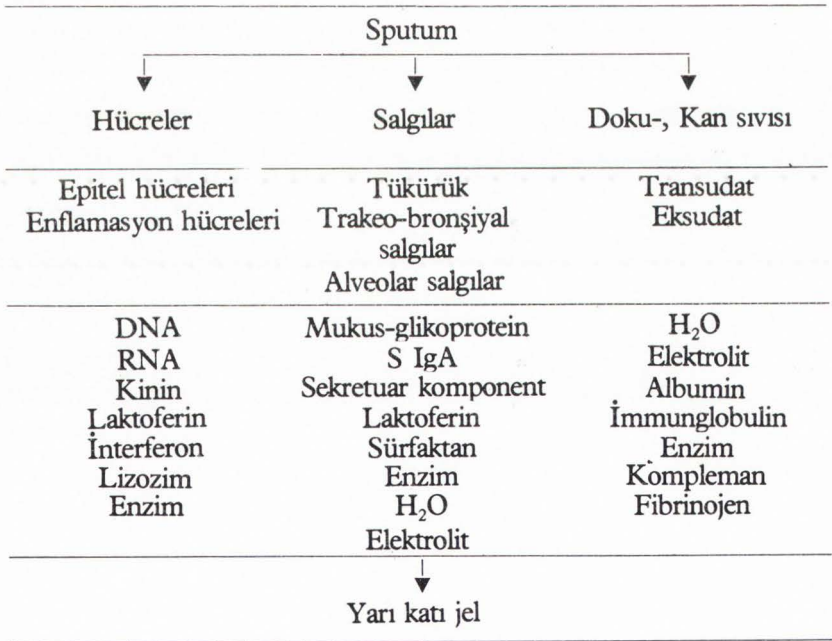 Sputum
Hücreler Salgılar Doku-, Kan sıvısı
Epitel hücreleri Tükürük Transudat
Enflamasyon hücreleri Trakeo-bronşiyal Eksudat
salgılar
Alveolar salgılar
DNA Mukus-glikoprotein H₂O
RNA S IgA Elektrolit
Kinin Sekretuar komponent Albumin
Laktoferin Laktoferin İmmunglobulin
İnterferon Sürfaktan Enzim
Lizozim Enzim Kompleman
Enzim H₂O Fibrinojen
Elektrolit
Yarı katı jel